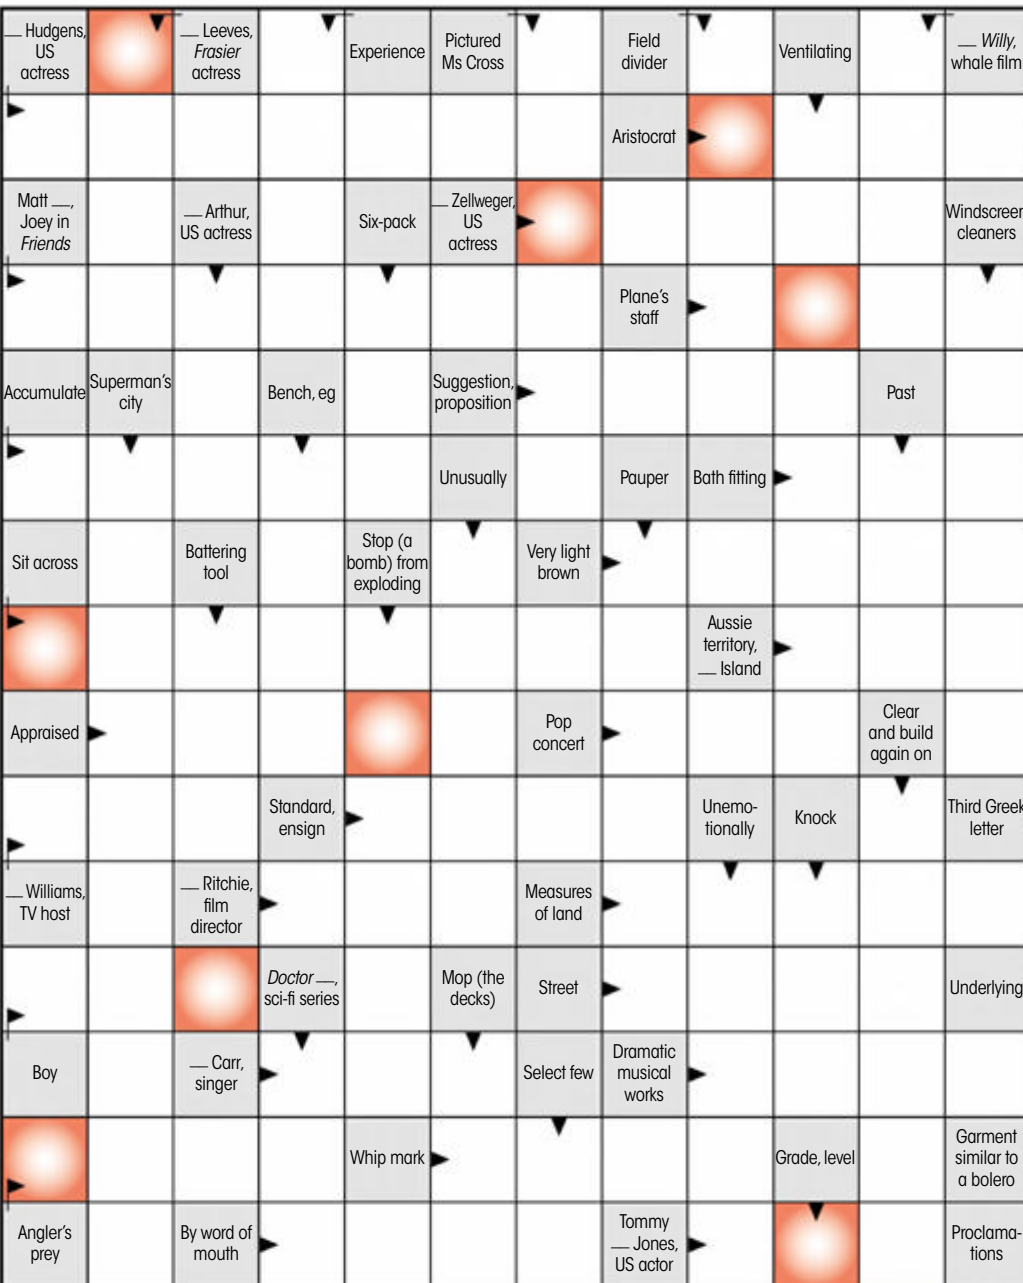 __ Hudgens,
US
actress
__ Leeves,
Frasier
actress
Experience
Pictured
Ms Cross
Field
divider
Ventilating
__ Willy,
whale film
Aristocrat
Matt __,
Joey in
Friends
__ Arthur,
US actress
Six-pack
__ Zellweger,
US
actress
Windscreen
cleaners
Plane's
staff
Accumulate
Superman's
city
Bench, eg
Suggestion,
proposition
Past
Unusually
Pauper
Bath fitting
Sit across
Battering
tool
Stop (a
bomb) from
exploding
Very light
brown
Aussie
territory,
__ Island
Appraised
Pop
concert
Clear
and build
again on
Standard,
ensign
Unemo-
tionally
Knock
Third Greek
letter
__ Williams,
TV host
__ Ritchie,
film
director
Measures
of land
Doctor __,
sci-fi series
Mop (the
decks)
Street
Underlying
Boy
__ Carr,
singer
Select few
Dramatic
musical
works
Whip mark
Grade, level
Garment
similar to
a bolero
Angler's
prey
By word of
mouth
Tommy
__ Jones,
US actor
Proclama-
tions